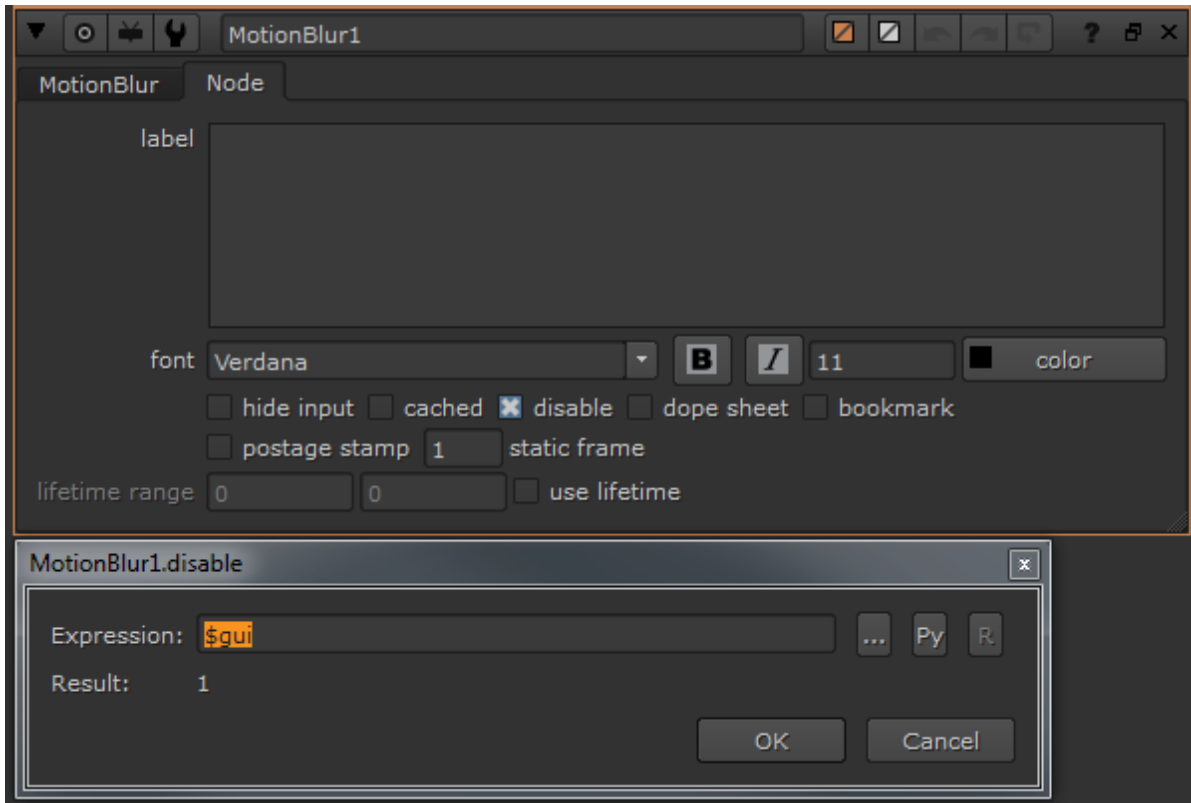 MotionBlur1 ?
MotionBlur Node
label
font Verdana B I 11 color
hide input cached disable dope sheet bookmark
postage stamp 1 static frame
lifetime range 0 0 use lifetime
MotionBlur1.disable x
Expression: $gui ... Py R
Result: 1
OK Cancel